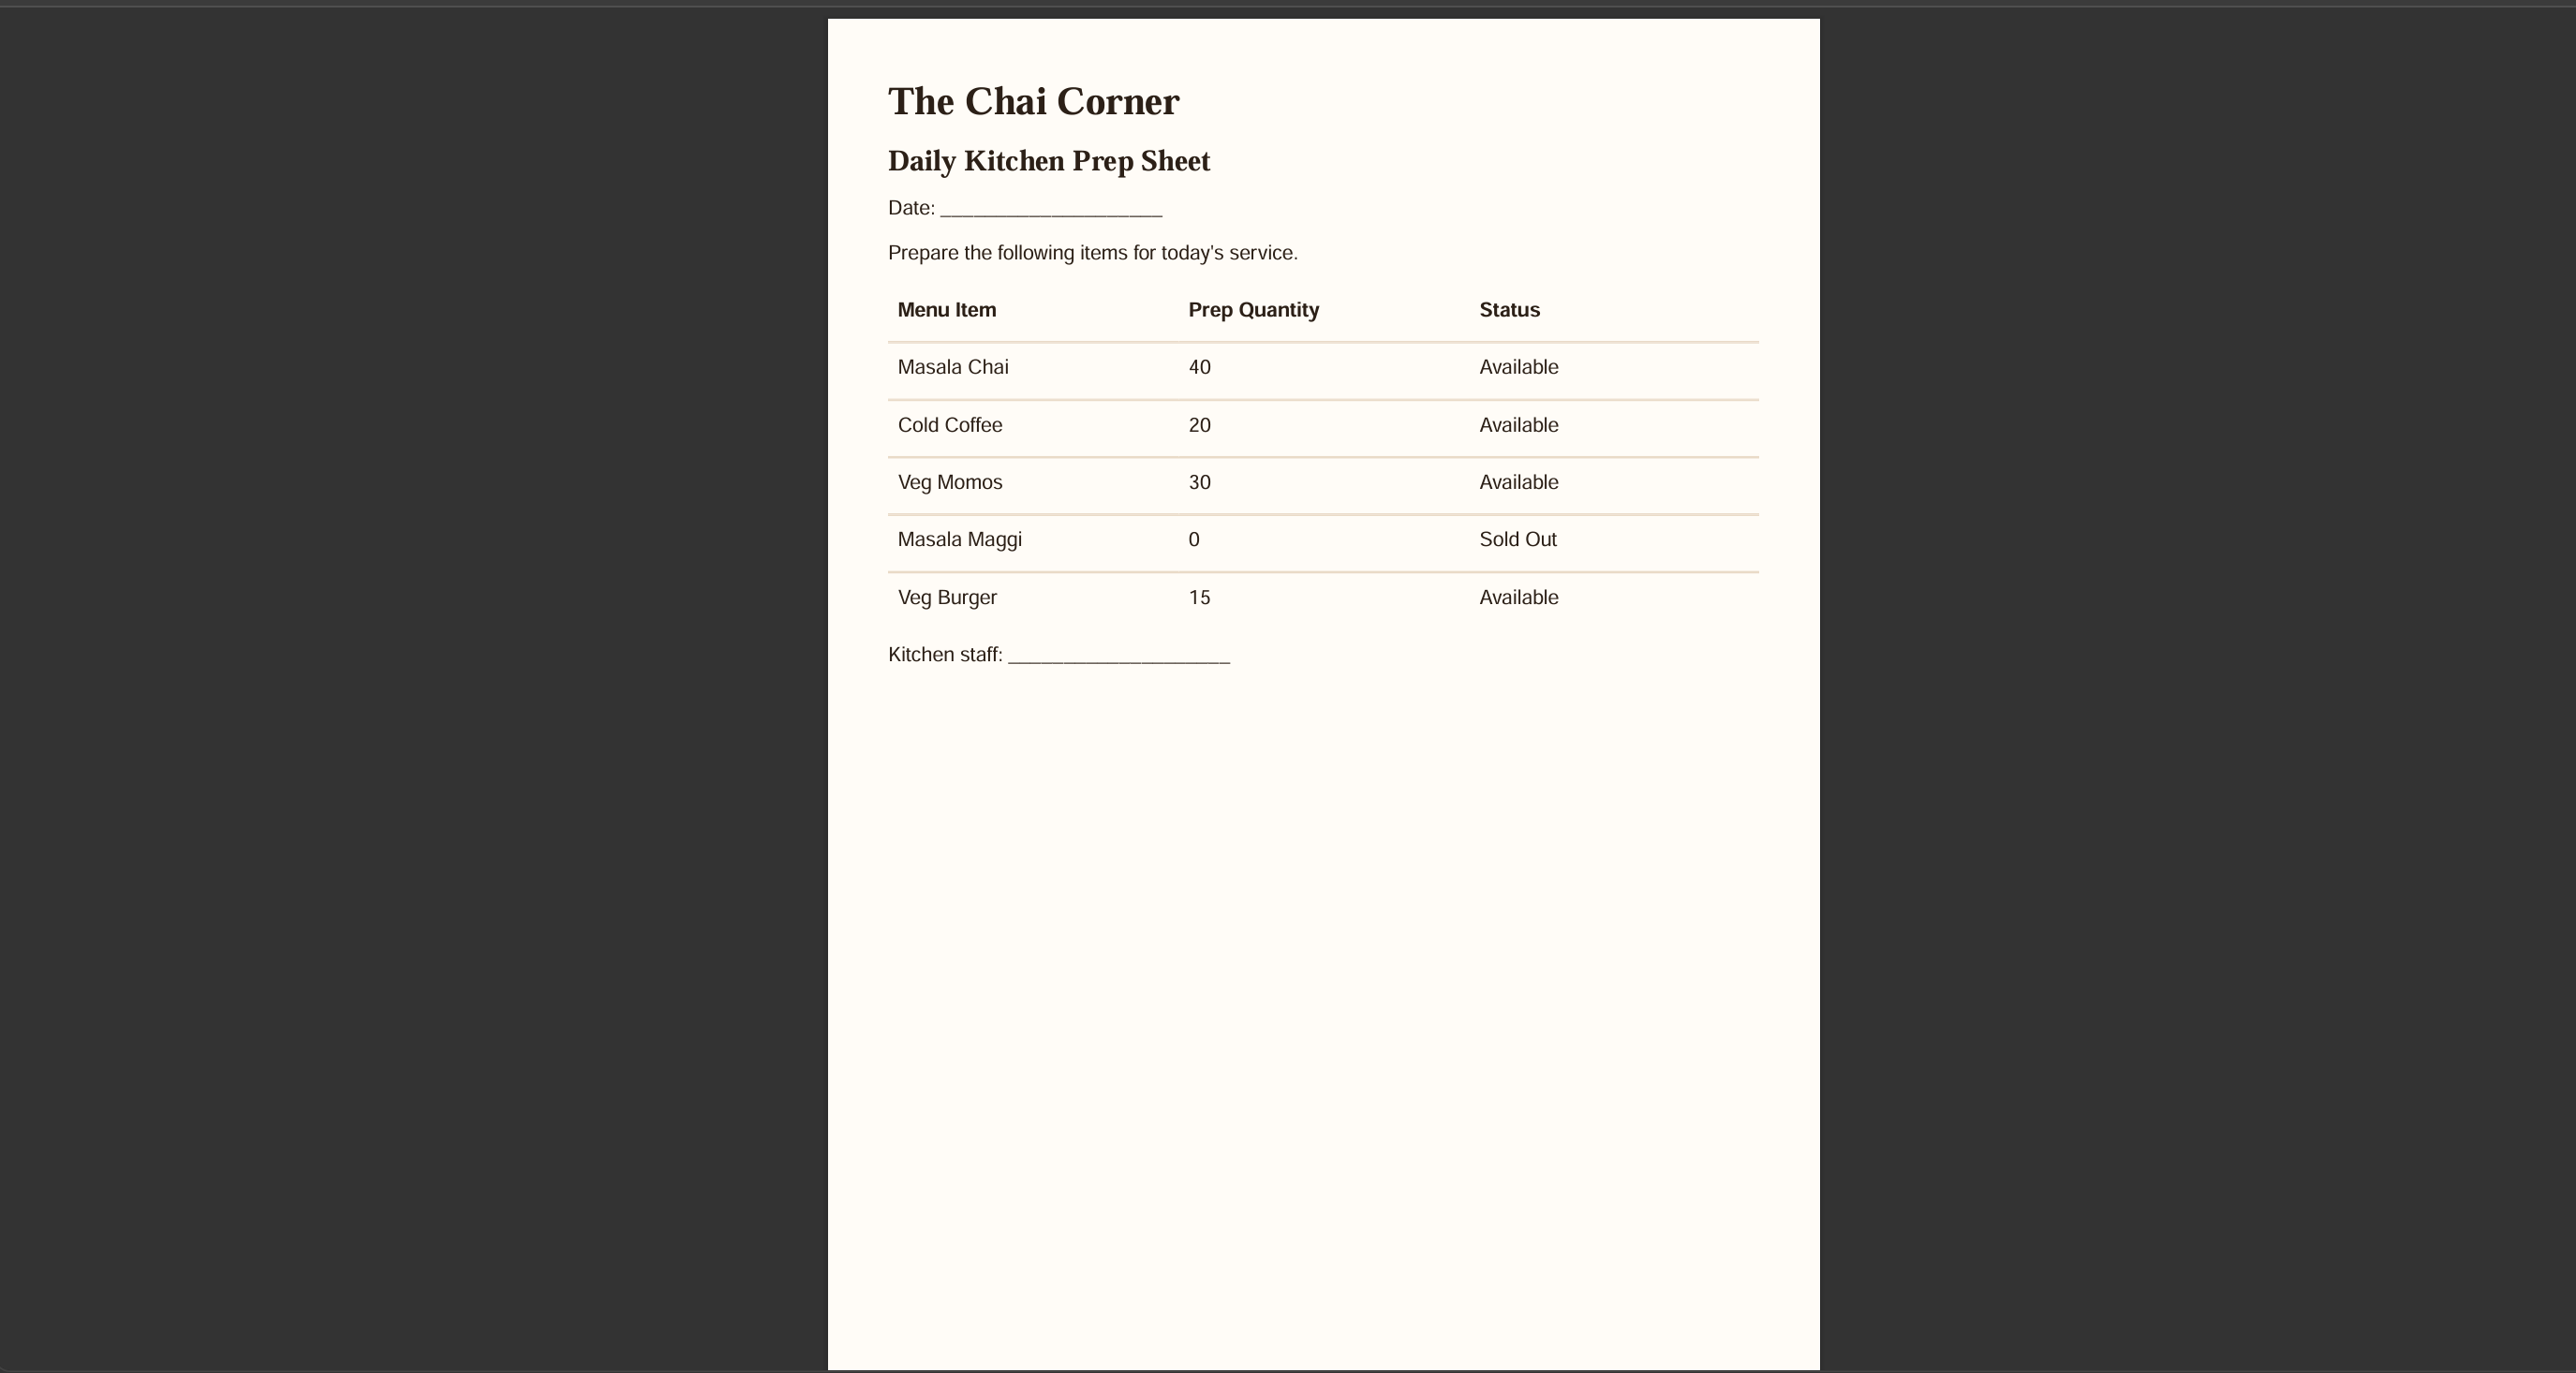 The Chai Corner
Daily Kitchen Prep Sheet
Date: ____________________
Prepare the following items for today's service.
Menu Item Prep Quantity Status
Masala Chai 40 Available
Cold Coffee 20 Available
Veg Momos 30 Available
Masala Maggi 0 Sold Out
Veg Burger 15 Available
Kitchen staff: ____________________